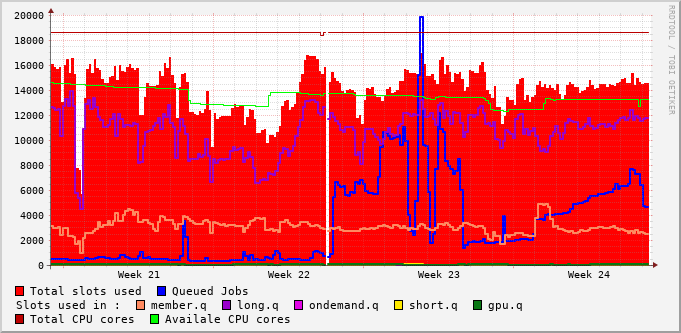 20000
18000
16000
14000
12000
10000
8000
6000
4000
2000
0
Week 21 Week 22 Week 23 Week 24
Total slots used Queued Jobs
Slots used in : member.q long.q ondemand.q short.q gpu.q
Total CPU cores Availale CPU cores
RRDTOOL / TOBI OETIKER